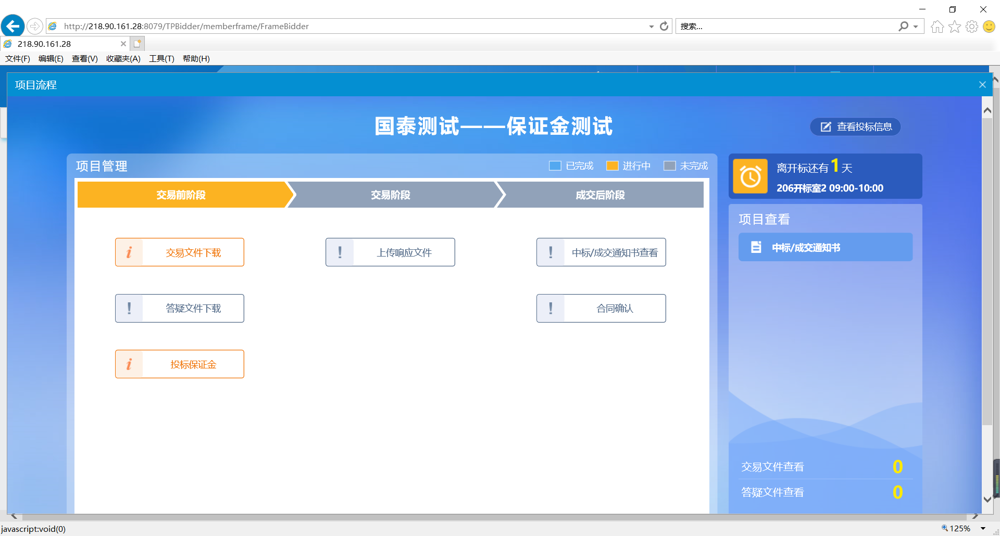 http://218.90.161.28:8079/TPBidder/memberframe/FrameBidder
搜索...
218.90.161.28
文件(F) 编辑(E) 查看(V) 收藏夹(A) 工具(T) 帮助(H)
项目流程
国泰测试——保证金测试
查看投标信息
项目管理
已完成 进行中 未完成
离开标还有1天
206开标室2 09:00-10:00
交易前阶段 交易阶段 成交后阶段
项目查看
中标/成交通知书
交易文件下载 上传响应文件 中标/成交通知书查看
答疑文件下载 合同确认
投标保证金
交易文件查看 0
答疑文件查看 0
javascript:void(0)
125%